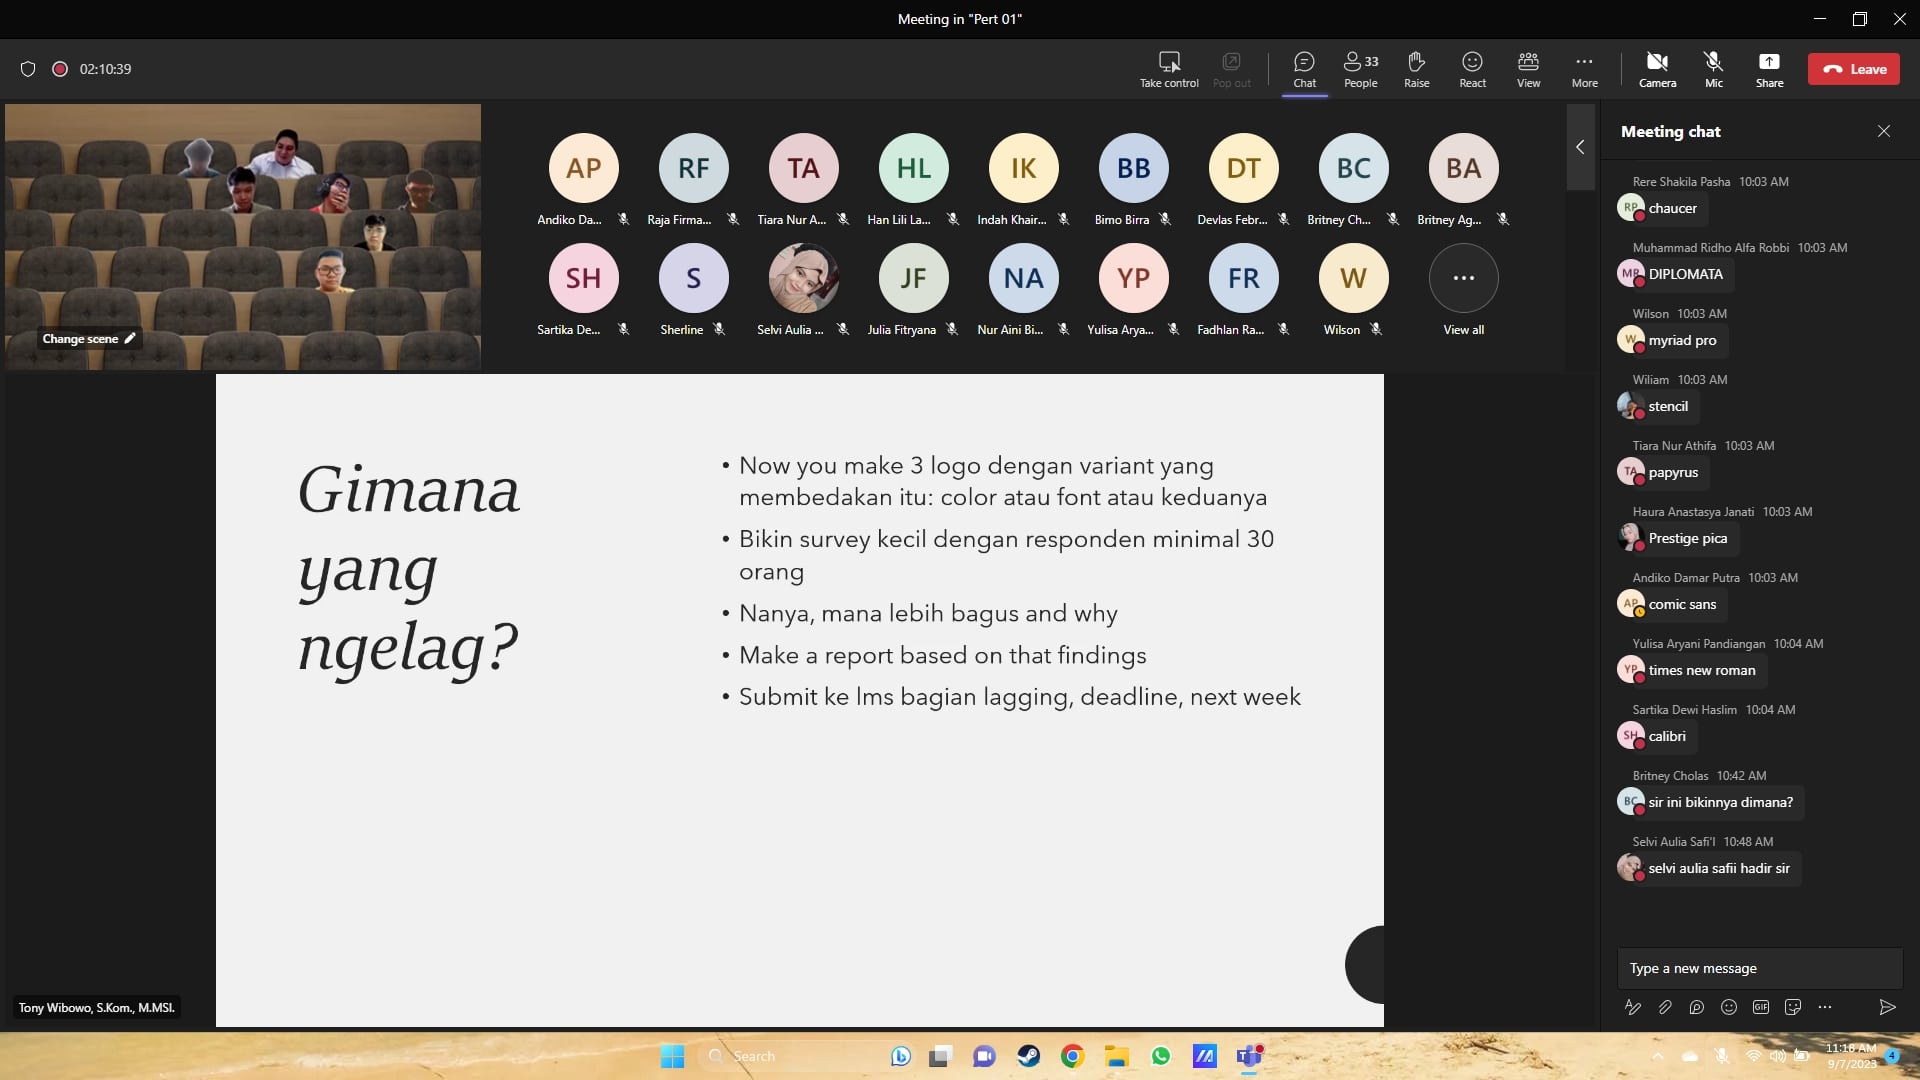 Meeting in "Pert 01"
02:10:39
Take control
Pop out
Chat
33
People
Raise
React
View
More
Camera
Mic
Share
Leave
Change scene
AP
RF
TA
HL
IK
BB
DT
BC
BA
Andiko Da...
Raja Firma...
Tiara Nur A...
Han Lili La...
Indah Khair...
Bimo Birra
Devlas Febr...
Britney Ch...
Britney Ag...
SH
S
JF
NA
YP
FR
W
...
Sartika De...
Sherline
Selvi Aulia ...
Julia Fitryana
Nur Aini Bi...
Yulisa Arya...
Fadhlan Ra...
Wilson
View all
Gimana
yang
ngelag?
• Now you make 3 logo dengan variant yang
membedakan itu: color atau font atau keduanya
• Bikin survey kecil dengan responden minimal 30
orang
• Nanya, mana lebih bagus and why
• Make a report based on that findings
• Submit ke lms bagian lagging, deadline, next week
Tony Wibowo, S.Kom., M.MSI.
Meeting chat
Rere Shakila Pasha 10:03 AM
RP
chaucer
Muhammad Ridho Alfa Robbi 10:03 AM
MR
DIPLOMATA
Wilson 10:03 AM
W
myriad pro
Wiliam 10:03 AM
stencil
Tiara Nur Athifa 10:03 AM
TA
papyrus
Haura Anastasya Janati 10:03 AM
Prestige pica
Andiko Damar Putra 10:03 AM
AP
comic sans
Yulisa Aryani Pandiangan 10:04 AM
YP
times new roman
Sartika Dewi Haslim 10:04 AM
SH
calibri
Britney Cholas 10:42 AM
BC
sir ini bikinnya dimana?
Selvi Aulia Safi'I 10:48 AM
selvi aulia safii hadir sir
Type a new message
GIF
Search
11:18 AM
9/7/2023
4